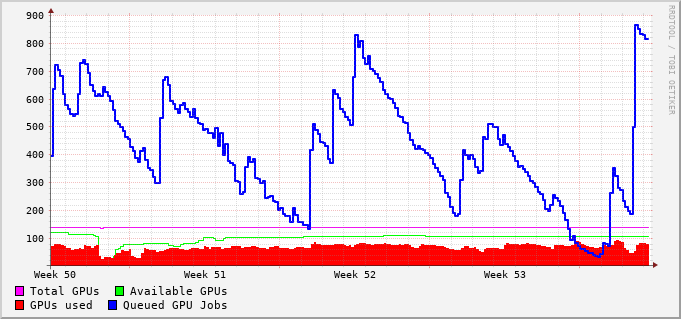 900
800
700
600
500
400
300
200
100
Week 50 Week 51 Week 52 Week 53
Total GPUs Available GPUs
GPUs used Queued GPU Jobs
RRDTOOL / TOBI OETIKER